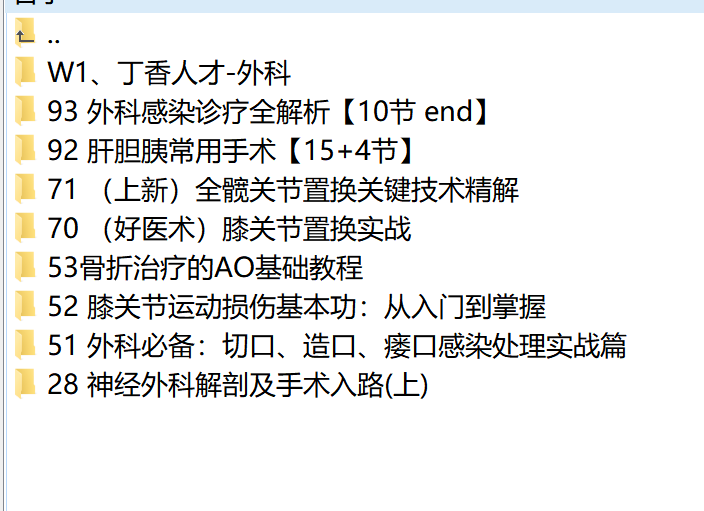 ..
W1、丁香人才-外科
93 外科感染诊疗全解析【10节 end】
92 肝胆胰常用手术【15+4节】
71 （上新）全髋关节置换关键技术精解
70 （好医术）膝关节置换实战
53骨折治疗的AO基础教程
52 膝关节运动损伤基本功：从入门到掌握
51 外科必备：切口、造口、瘘口感染处理实战篇
28 神经外科解剖及手术入路(上)